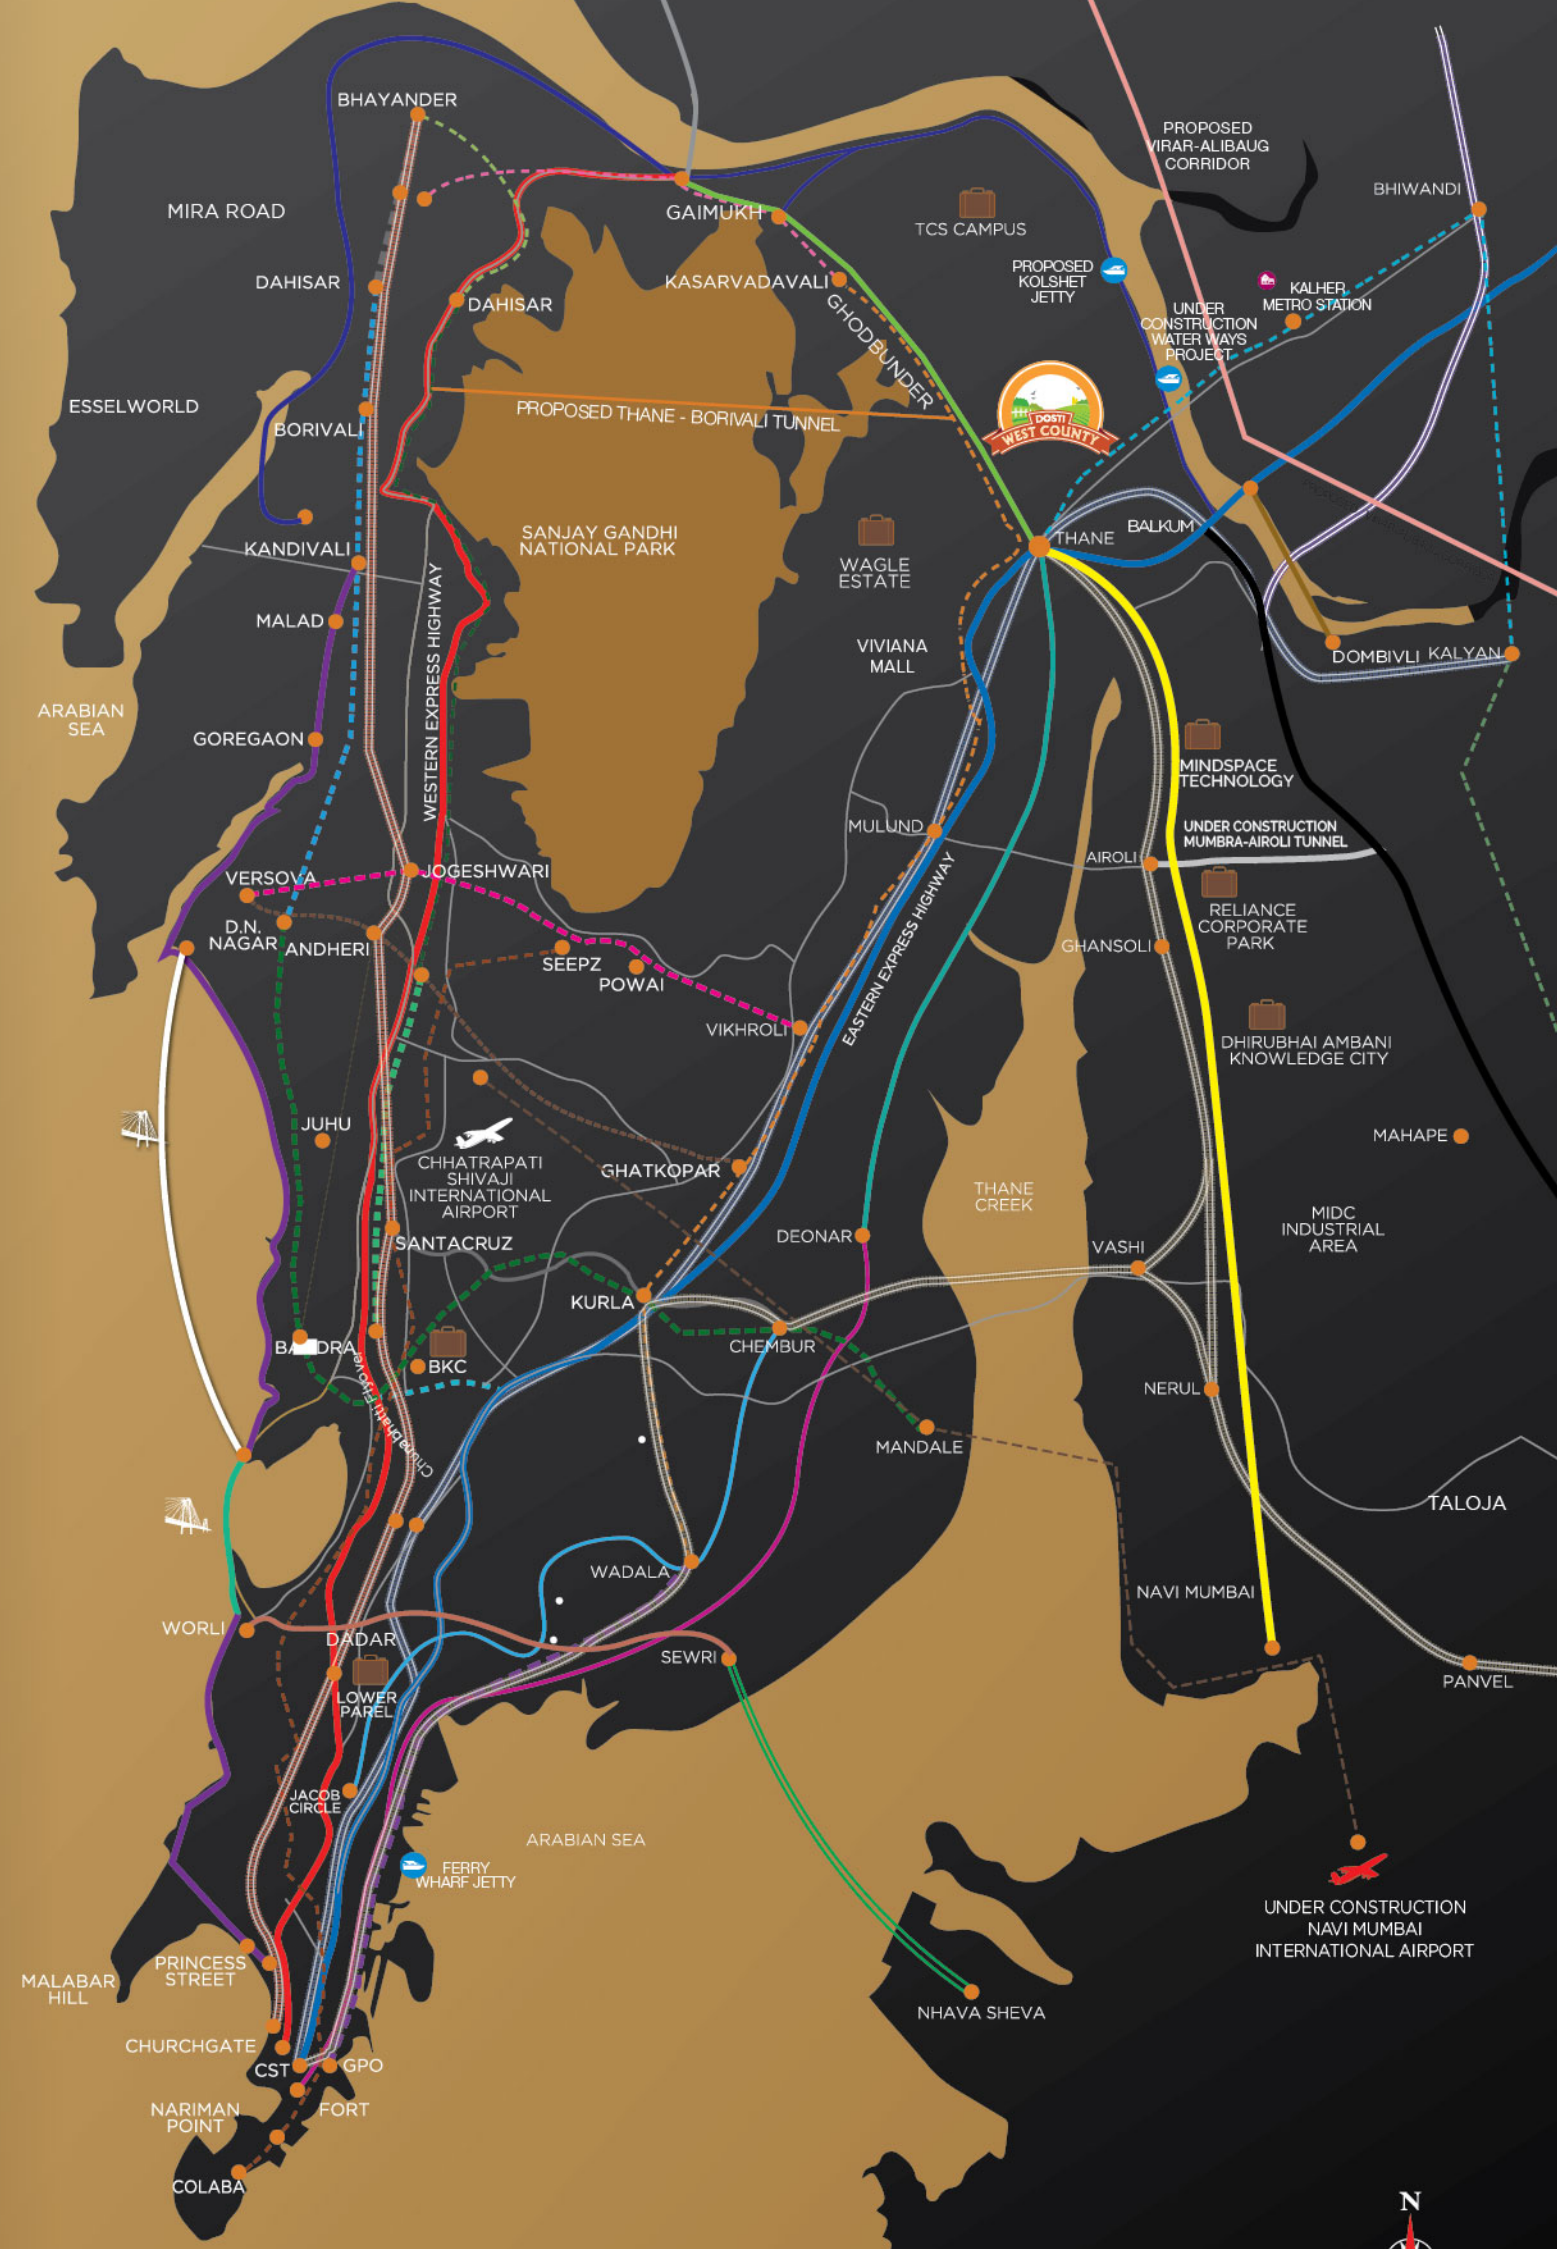 BHAYANDER
PROPOSED
VIRAR-ALIBAUG
CORRIDOR
BHIWANDI
MIRA ROAD
GAIMUKH
TCS CAMPUS
DAHISAR
KASARVADAVALI
PROPOSED
KOLSHET
JETTY
KALHER
METRO STATION
DAHISAR
UNDER
CONSTRUCTION
WATER WAYS
PROJECT
GHODBUNDER
ESSELWORLD
PROPOSED THANE - BORIVALI TUNNEL
DOSTI
WEST COUNTY
BORIVALI
SANJAY GANDHI
NATIONAL PARK
KANDIVALI
WAGLE
ESTATE
THANE
BALKUM
MALAD
WESTERN EXPRESS HIGHWAY
VIVIANA
MALL
DOMBIVLI
KALYAN
ARABIAN
SEA
GOREGAON
MINDSPACE
TECHNOLOGY
MULUND
UNDER CONSTRUCTION
MUMBRA-AIROLI TUNNEL
AIROLI
VERSOVA
JOGESHWARI
EASTERN EXPRESS HIGHWAY
RELIANCE
CORPORATE
PARK
D.N.
NAGAR
ANDHERI
GHANSOLI
SEEPZ
POWAI
VIKHROLI
DHIRUBHAI AMBANI
KNOWLEDGE CITY
JUHU
MAHAPE
CHHATRAPATI
SHIVAJI
INTERNATIONAL
AIRPORT
GHATKOPAR
THANE
CREEK
MIDC
INDUSTRIAL
AREA
SANTACRUZ
DEONAR
VASHI
KURLA
BANDRA
BKC
CHEMBUR
Chunabhatti Flyover
NERUL
MANDALE
TALOJA
WADALA
NAVI MUMBAI
WORLI
DADAR
SEWRI
PANVEL
LOWER
PAREL
JACOB
CIRCLE
ARABIAN SEA
FERRY
WHARF JETTY
UNDER CONSTRUCTION
NAVI MUMBAI
INTERNATIONAL AIRPORT
PRINCESS
STREET
MALABAR
HILL
NHAVA SHEVA
CHURCHGATE
CST
GPO
NARIMAN
POINT
FORT
COLABA
N